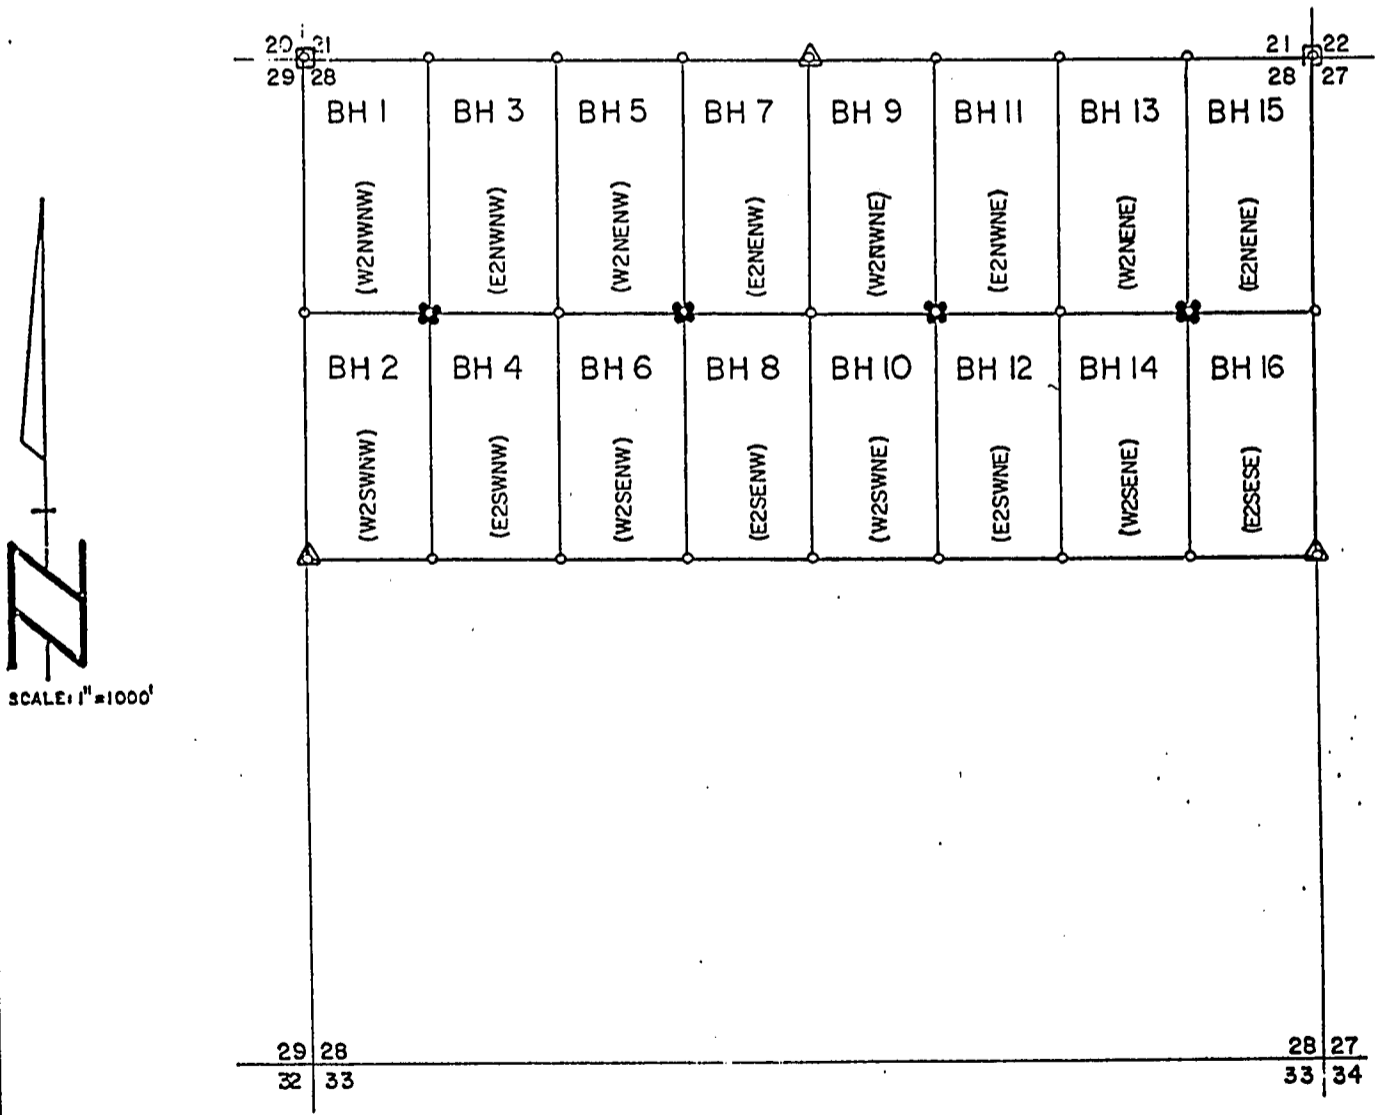 20 21 21 22
29 28 28 27
BH 1 BH 3 BH 5 BH 7 BH 9 BH 11 BH 13 BH 15
(W2NWNW) (E2NWNW) (W2NENW) (E2NENW) (W2NWNE) (E2NWNE) (W2NENE) (E2NENE)
BH 2 BH 4 BH 6 BH 8 BH 10 BH 12 BH 14 BH 16
(W2SWNW) (E2SWNW) (W2SENW) (E2SENW) (W2SWNE) (E2SWNE) (W2SENE) (E2SESE)
N
SCALE: 1"=1000'
29 28 28 27
32 33 33 34